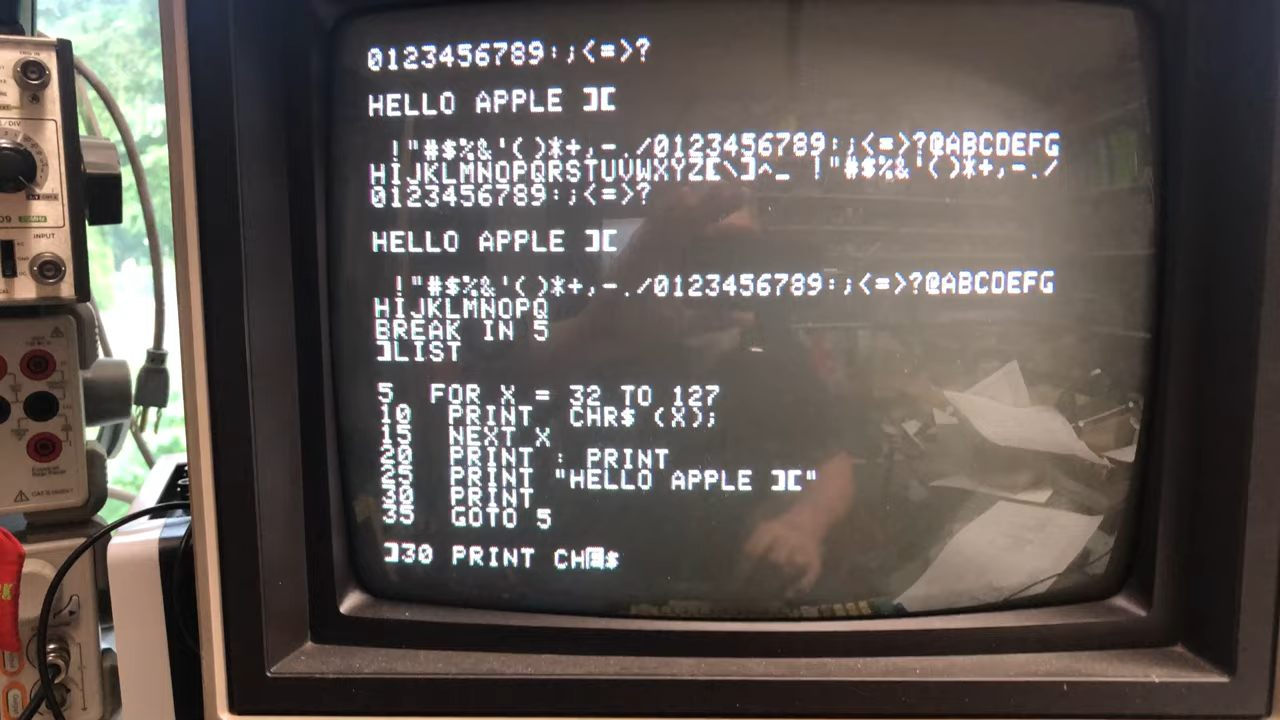 0123456789:;<=>?
HELLO APPLE ][
!"#$%&'()*+,-./0123456789:;<=>?@ABCDEFG
HIJKLMNOPQRSTUVWXYZ[\]^_ !"#$%&'()*+,-./
0123456789:;<=>?
HELLO APPLE ][
!"#$%&'()*+,-./0123456789:;<=>?@ABCDEFG
HIJKLMNOPQ
BREAK IN 5
]LIST
5 FOR X = 32 TO 127
10 PRINT CHR$ (X);
15 NEXT X
20 PRINT : PRINT
25 PRINT "HELLO APPLE ]["
30 PRINT
35 GOTO 5
]30 PRINT CH $
INPUT